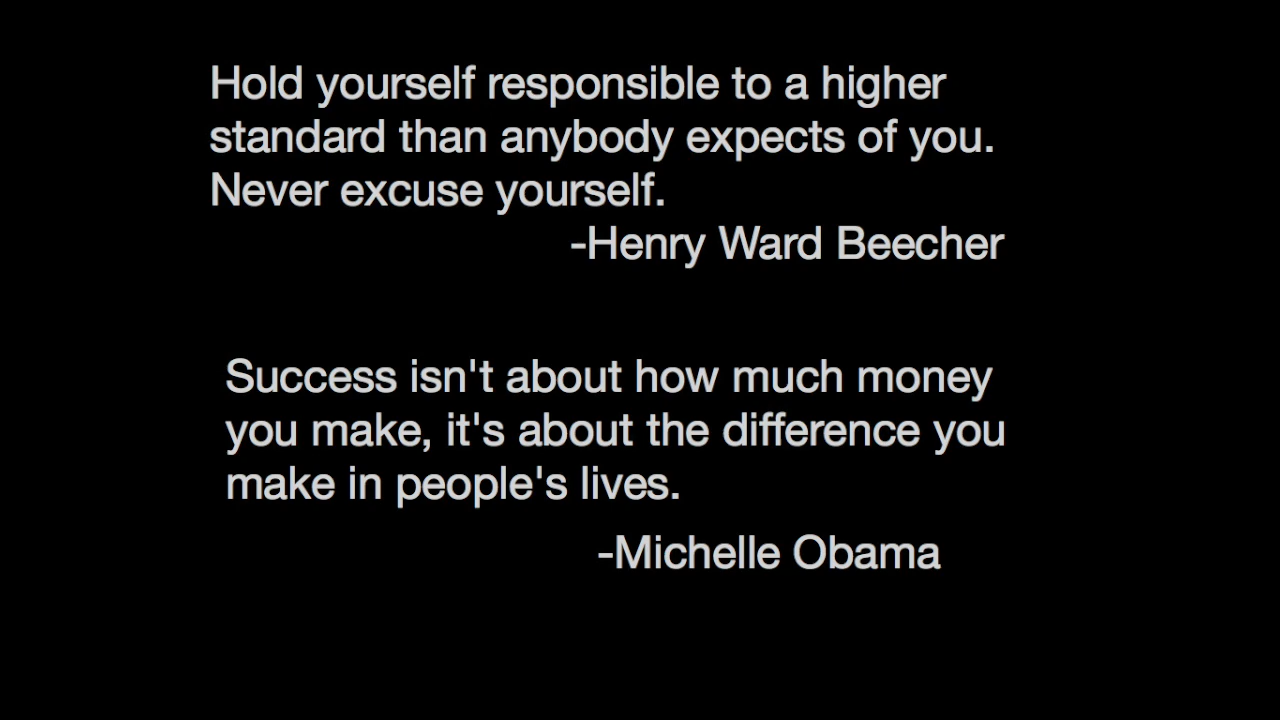 Hold yourself responsible to a higher
standard than anybody expects of you.
Never excuse yourself.
-Henry Ward Beecher
Success isn't about how much money
you make, it's about the difference you
make in people's lives.
-Michelle Obama